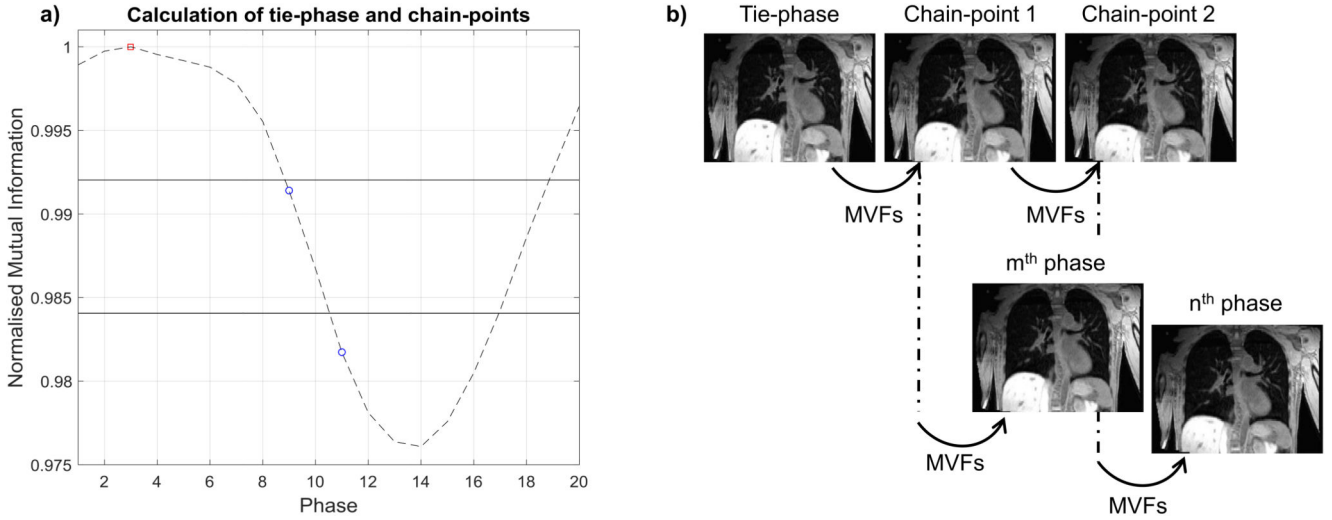 a)
Calculation of tie-phase and chain-points
Normalised Mutual Information
1
0.995
0.99
0.985
0.98
0.975
2 4 6 8 10 12 14 16 18 20
Phase
b)
Tie-phase Chain-point 1 Chain-point 2
MVFs MVFs
mth phase
nth phase
MVFs
MVFs